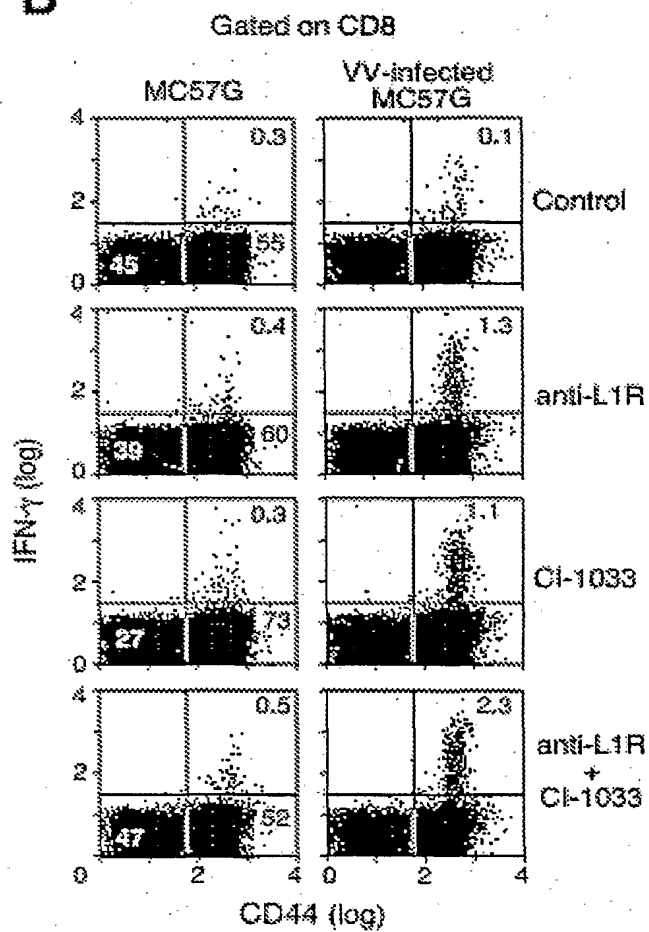 Gated on CD8
MC57G
VV-infected
MC57G
4
0.3
0.1
2
55
45
0
Control
4
0.4
1.3
2
60
0
anti-L1R
4
0.3
1.1
2
73
27
0
CI-1033
4
0.5
2.3
2
52
47
0
anti-L1R
+
CI-1033
0 2 4
0 2 4
IFN-γ (log)
CD44 (log)